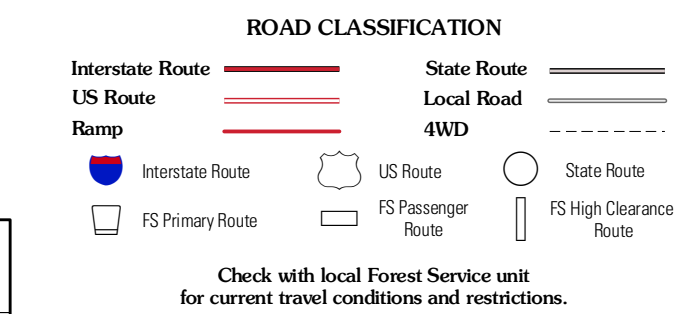 ROAD CLASSIFICATION
Interstate Route
State Route
US Route
Local Road
Ramp
4WD
Interstate Route
US Route
State Route
FS Primary Route
FS Passenger
Route
FS High Clearance
Route
Check with local Forest Service unit
for current travel conditions and restrictions.